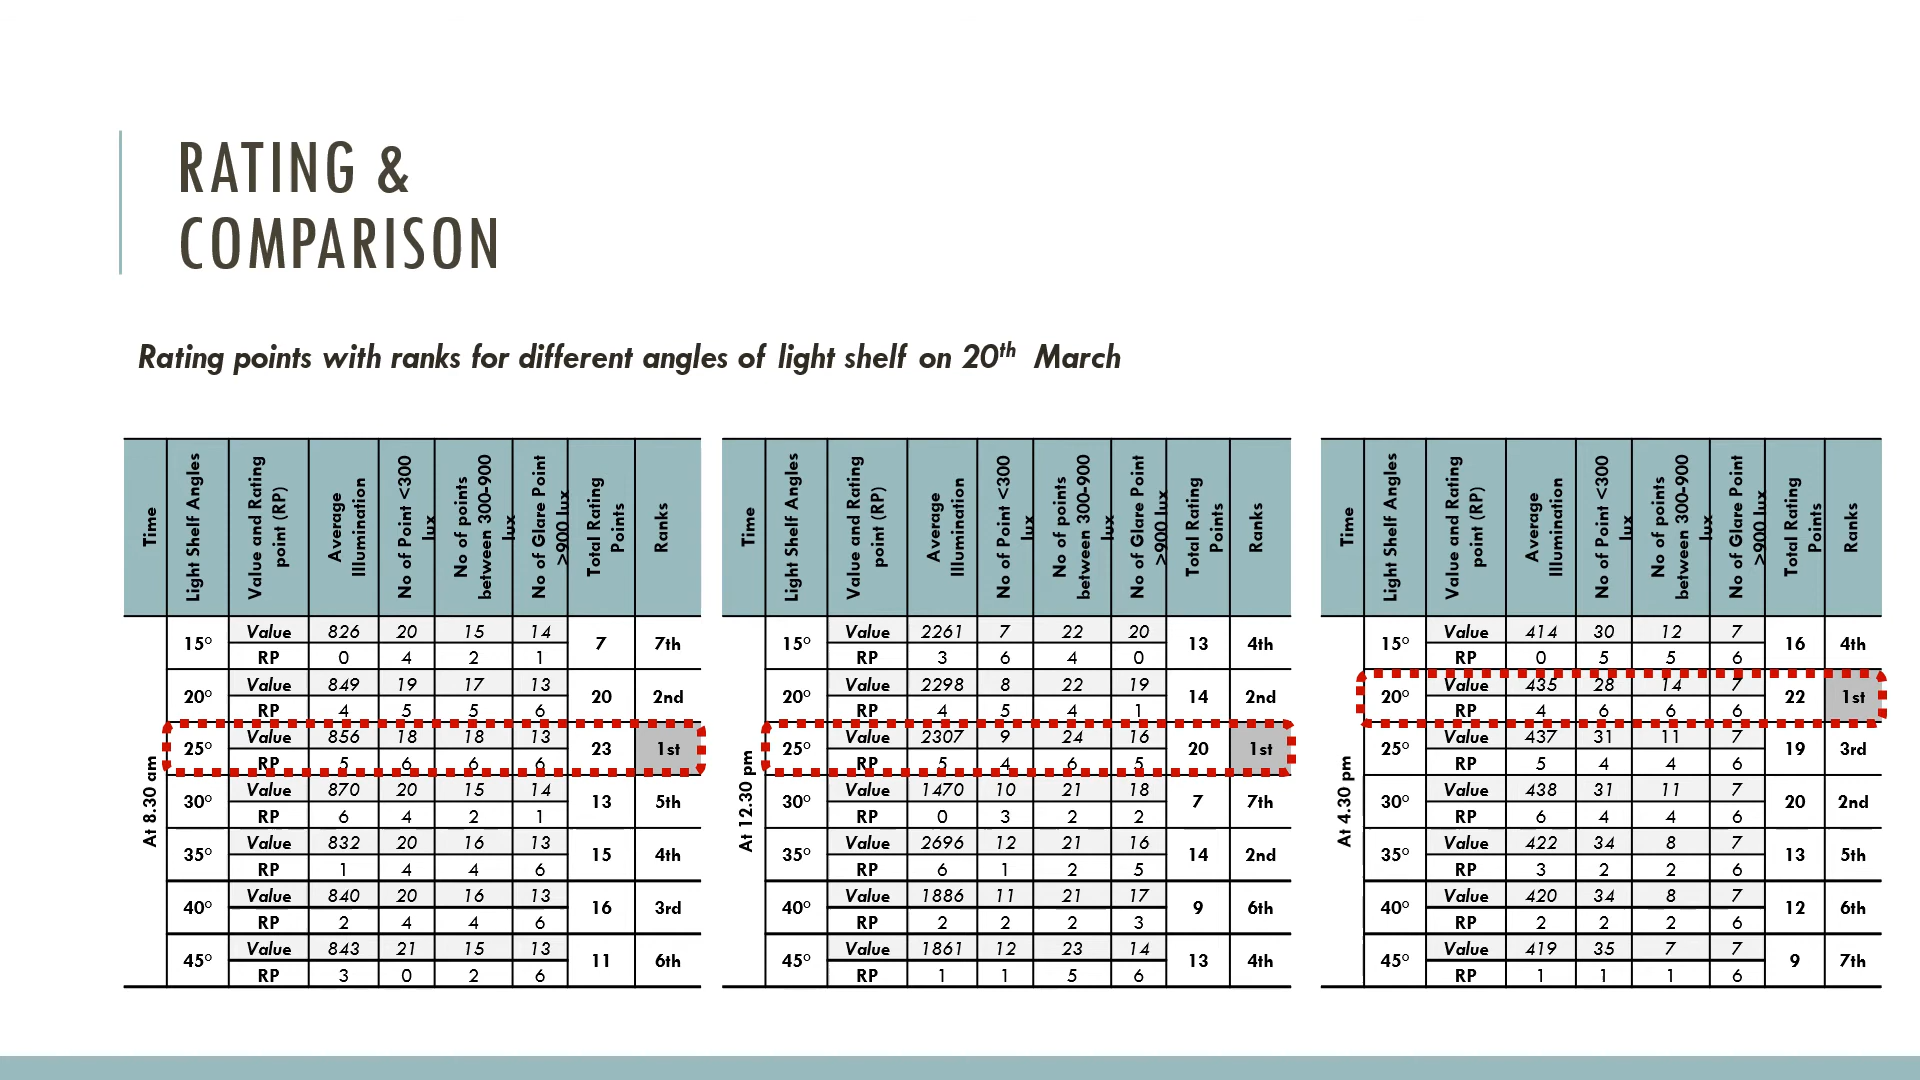 RATING &
COMPARISON
Rating points with ranks for different angles of light shelf on 20th March
Time | Light Shelf Angles | Value and Rating point (RP) | Average Illumination | No of Point <300 lux | No of points between 300-900 lux | No of Glare Point >900 lux | Total Rating Points | Ranks
At 8.30 am
15° | Value | 826 | 20 | 15 | 14 | 7 | 7th
RP | 0 | 4 | 2 | 1
20° | Value | 849 | 19 | 17 | 13 | 20 | 2nd
RP | 4 | 5 | 5 | 6
25° | Value | 856 | 18 | 18 | 13 | 23 | 1st
RP | 5 | 6 | 6 | 6
30° | Value | 870 | 20 | 15 | 14 | 13 | 5th
RP | 6 | 4 | 2 | 1
35° | Value | 832 | 20 | 16 | 13 | 15 | 4th
RP | 1 | 4 | 4 | 6
40° | Value | 840 | 20 | 16 | 13 | 16 | 3rd
RP | 2 | 4 | 4 | 6
45° | Value | 843 | 21 | 15 | 13 | 11 | 6th
RP | 3 | 0 | 2 | 6
Time | Light Shelf Angles | Value and Rating point (RP) | Average Illumination | No of Point <300 lux | No of points between 300-900 lux | No of Glare Point >900 lux | Total Rating Points | Ranks
At 12.30 pm
15° | Value | 2261 | 7 | 22 | 20 | 13 | 4th
RP | 3 | 6 | 4 | 0
20° | Value | 2298 | 8 | 22 | 19 | 14 | 2nd
RP | 4 | 5 | 4 | 1
25° | Value | 2307 | 9 | 24 | 16 | 20 | 1st
RP | 5 | 4 | 6 | 5
30° | Value | 1470 | 10 | 21 | 18 | 7 | 7th
RP | 0 | 3 | 2 | 2
35° | Value | 2696 | 12 | 21 | 16 | 14 | 2nd
RP | 6 | 1 | 2 | 5
40° | Value | 1886 | 11 | 21 | 17 | 9 | 6th
RP | 2 | 2 | 2 | 3
45° | Value | 1861 | 12 | 23 | 14 | 13 | 4th
RP | 1 | 1 | 5 | 6
Time | Light Shelf Angles | Value and Rating point (RP) | Average Illumination | No of Point <300 lux | No of points between 300-900 lux | No of Glare Point >900 lux | Total Rating Points | Ranks
At 4.30 pm
15° | Value | 414 | 30 | 12 | 7 | 16 | 4th
RP | 0 | 5 | 5 | 6
20° | Value | 435 | 28 | 14 | 7 | 22 | 1st
RP | 4 | 6 | 6 | 6
25° | Value | 437 | 31 | 11 | 7 | 19 | 3rd
RP | 5 | 4 | 4 | 6
30° | Value | 438 | 31 | 11 | 7 | 20 | 2nd
RP | 6 | 4 | 4 | 6
35° | Value | 422 | 34 | 8 | 7 | 13 | 5th
RP | 3 | 2 | 2 | 6
40° | Value | 420 | 34 | 8 | 7 | 12 | 6th
RP | 2 | 2 | 2 | 6
45° | Value | 419 | 35 | 7 | 7 | 9 | 7th
RP | 1 | 1 | 1 | 6